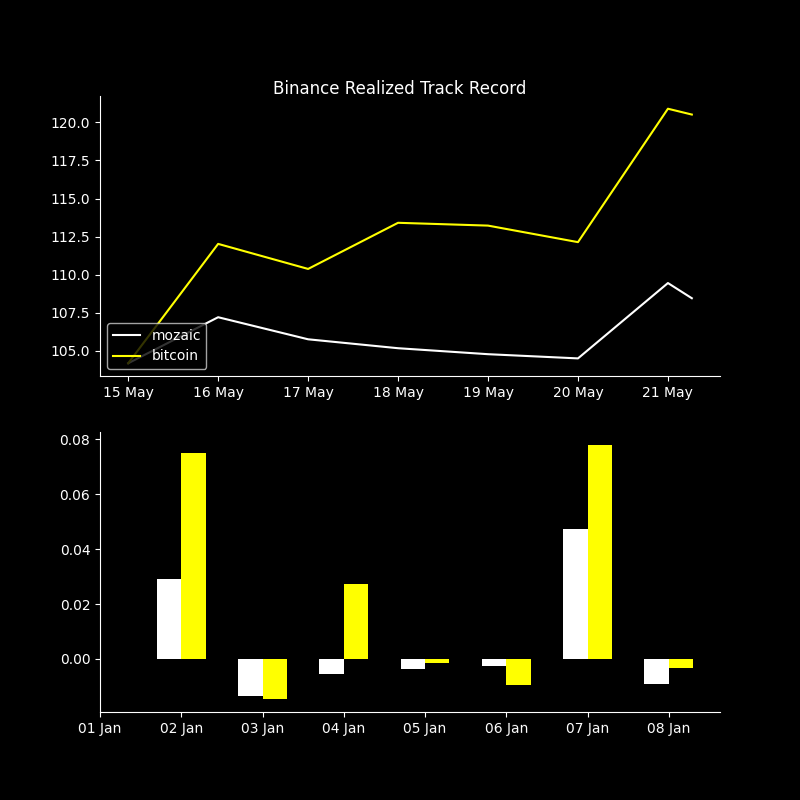 Binance Realized Track Record
120.0
117.5
115.0
112.5
110.0
107.5
105.0
mozaic
bitcoin
15 May 16 May 17 May 18 May 19 May 20 May 21 May
0.08
0.06
0.04
0.02
0.00
01 Jan 02 Jan 03 Jan 04 Jan 05 Jan 06 Jan 07 Jan 08 Jan